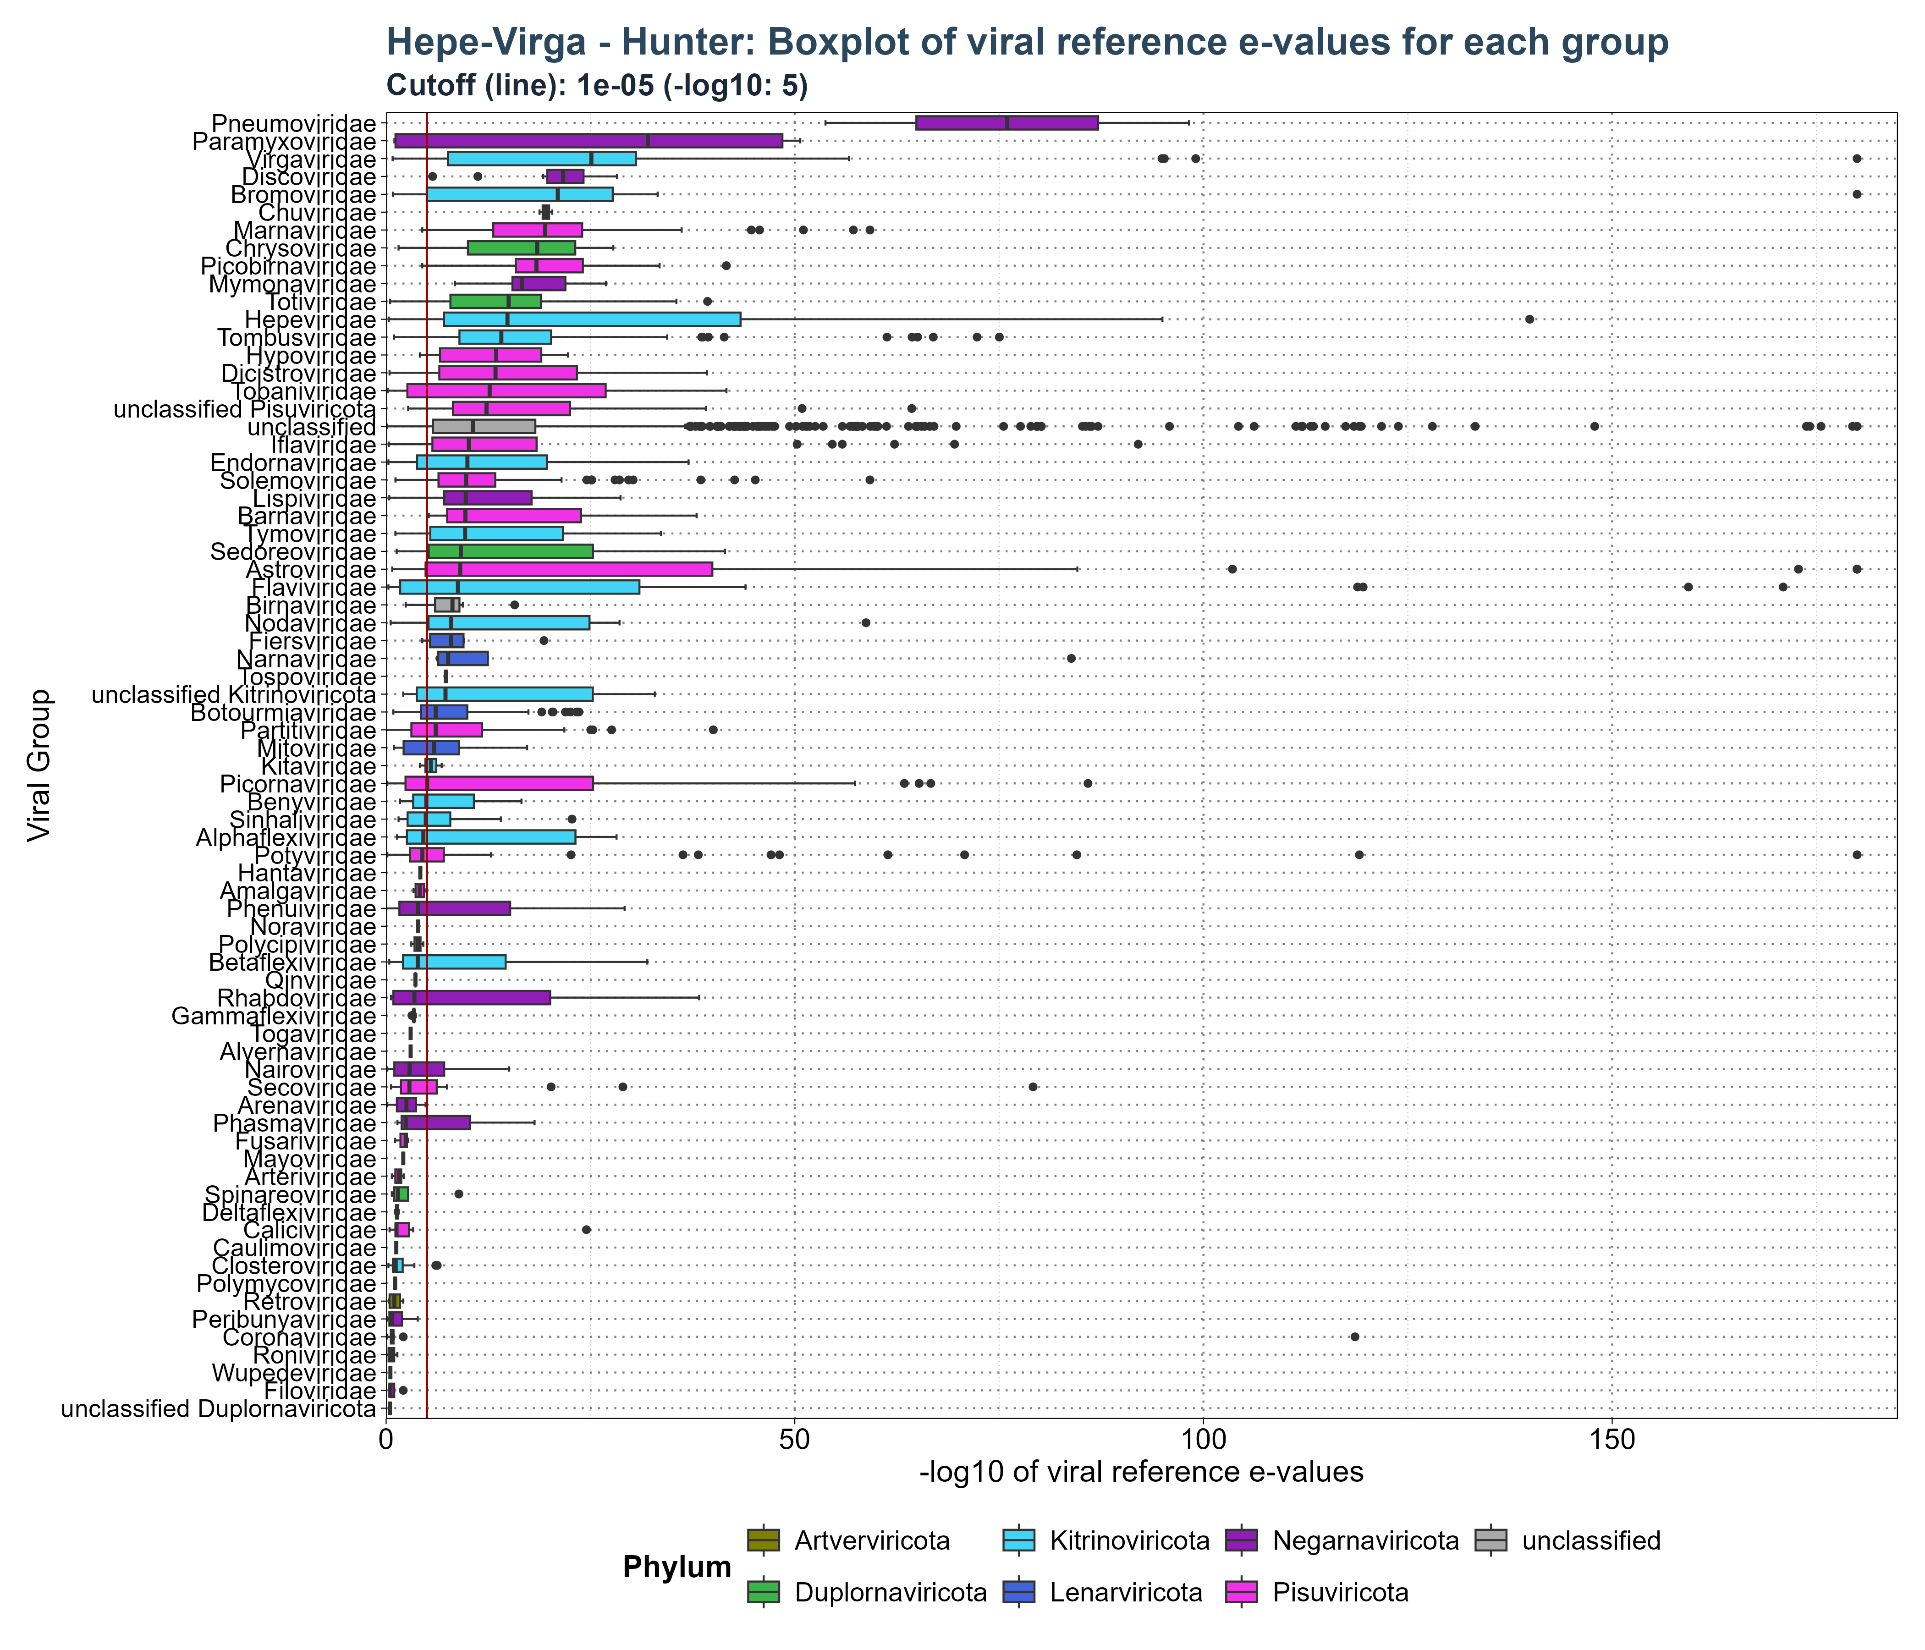 Hepe-Virga - Hunter: Boxplot of viral reference e-values for each group
Cutoff (line): 1e-05 (-log10: 5)
Viral Group
Pneumoviridae
Paramyxoviridae
Virgaviridae
Discoviridae
Bromoviridae
Chuviridae
Marnaviridae
Chrysoviridae
Picobirnaviridae
Mymonaviridae
Totiviridae
Hepeviridae
Tombusviridae
Hypoviridae
Dicistroviridae
Tobaniviridae
unclassified Pisuviricota
unclassified
Iflaviridae
Endornaviridae
Solemoviridae
Lispiviridae
Barnaviridae
Tymoviridae
Sedoreoviridae
Astroviridae
Flaviviridae
Birnaviridae
Nodaviridae
Fiersviridae
Narnaviridae
Tospoviridae
unclassified Kitrinoviricota
Botourmiaviridae
Partitiviridae
Mitoviridae
Kitaviridae
Picornaviridae
Benyviridae
Sinhaliviridae
Alphaflexiviridae
Potyviridae
Hantaviridae
Amalgaviridae
Phenuiviridae
Noraviridae
Polycipiviridae
Betaflexiviridae
Qinviridae
Rhabdoviridae
Gammaflexiviridae
Togaviridae
Alvernaviridae
Nairoviridae
Secoviridae
Arenaviridae
Phasmaviridae
Fusariviridae
Mayoviridae
Arteriviridae
Spinareoviridae
Deltaflexiviridae
Caliciviridae
Caulimoviridae
Closteroviridae
Polymycoviridae
Retroviridae
Peribunyaviridae
Coronaviridae
Roniviridae
Wupedeviridae
Filoviridae
unclassified Duplornaviricota
0 50 100 150
-log10 of viral reference e-values
Phylum
Artverviricota Kitrinoviricota Negarnaviricota unclassified
Duplornaviricota Lenarviricota Pisuviricota